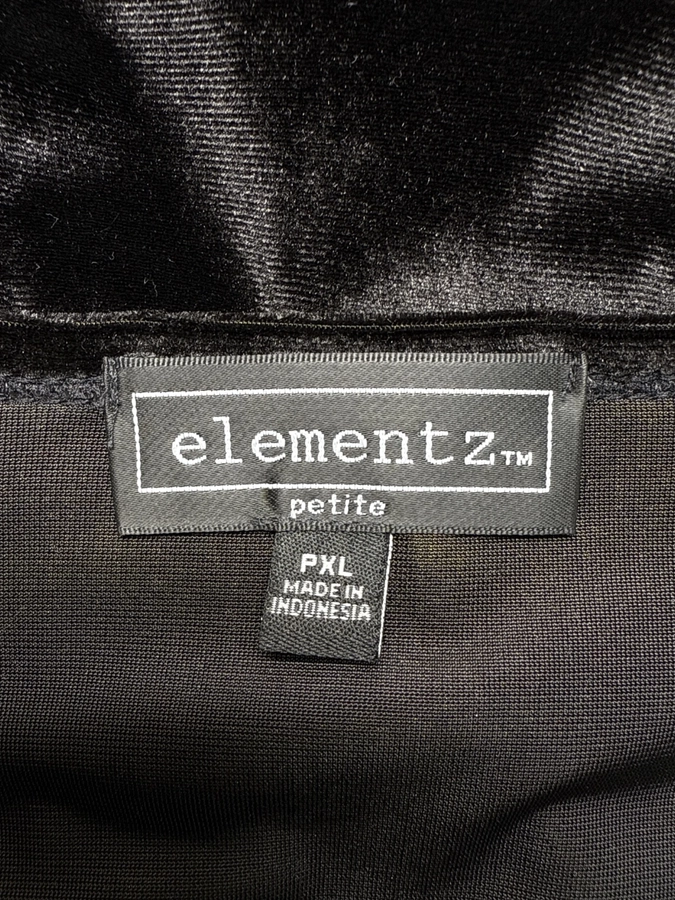 elementz™
petite
PXL
MADE IN
INDONESIA